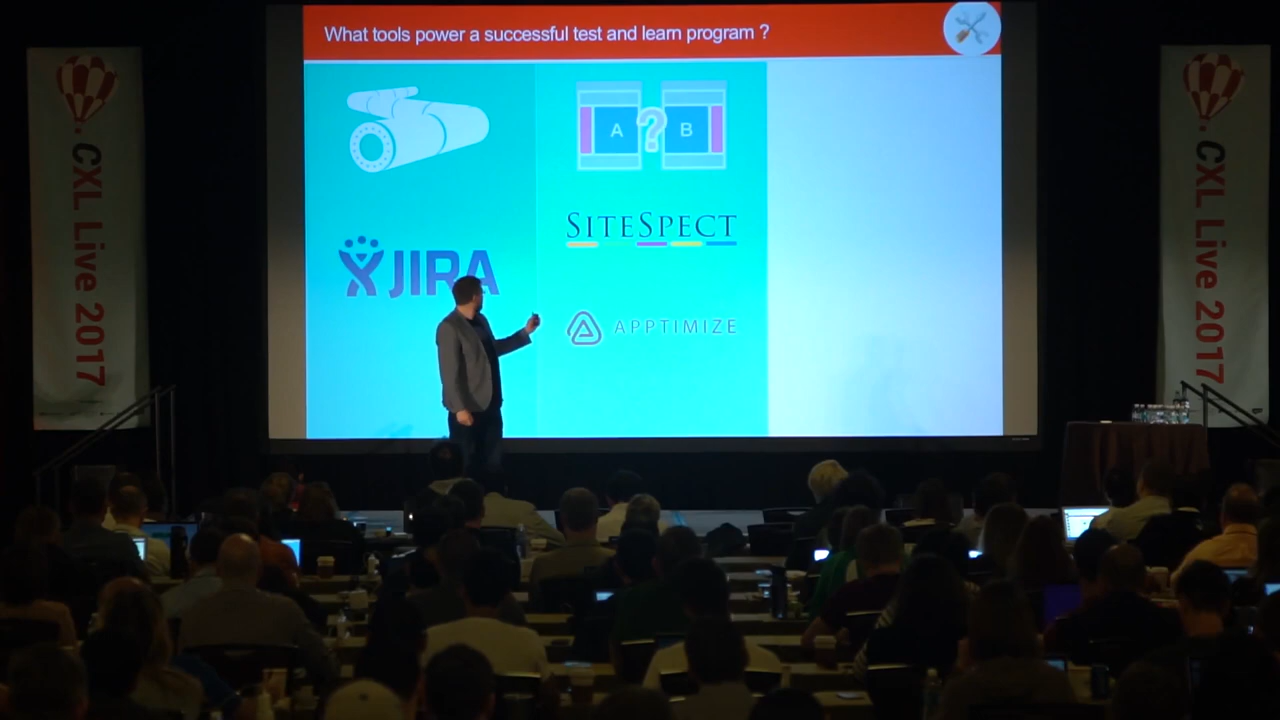 What tools power a successful test and learn program ?
A ? B
SITESPECT
JIRA
APPTIMIZE
CXL Live 2017
CXL Live 2017